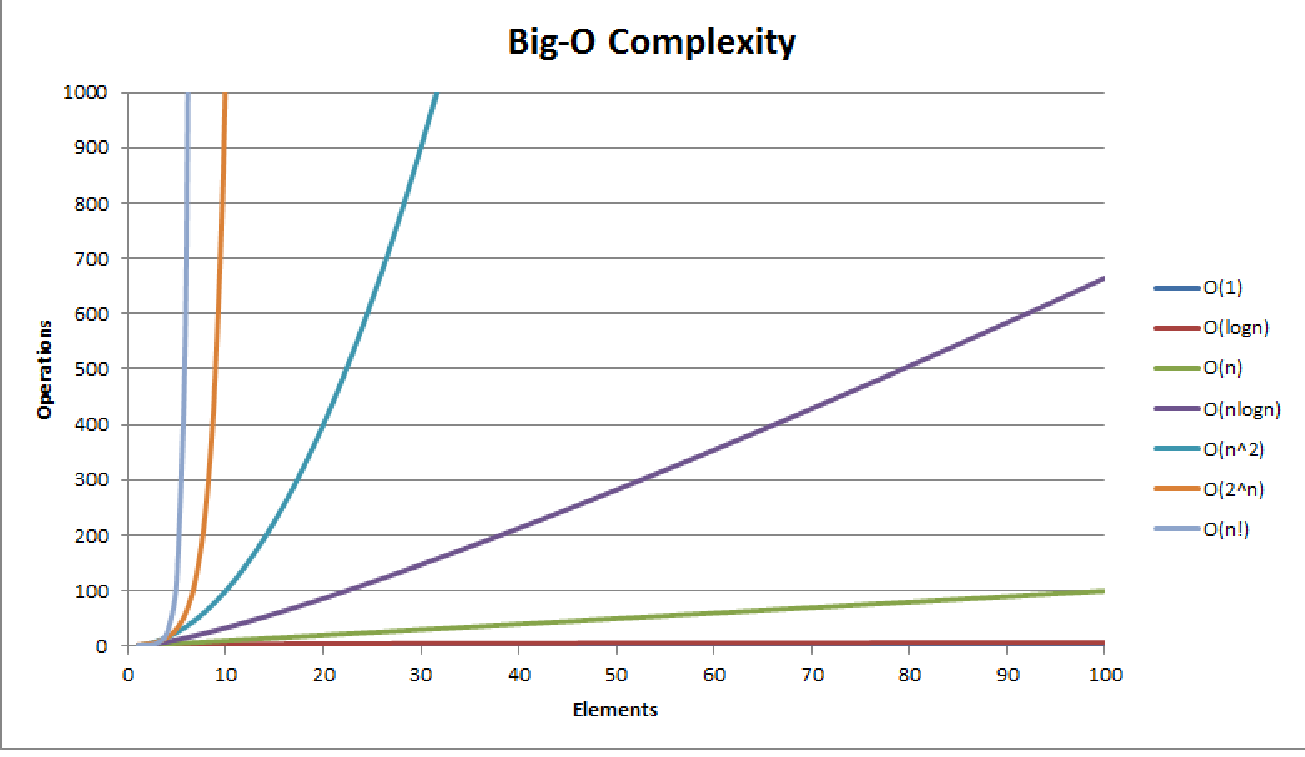 Big-O Complexity
1000
900
800
700
600
500
400
300
200
100
0
Operations
0 10 20 30 40 50 60 70 80 90 100
Elements
O(1)
O(logn)
O(n)
O(nlogn)
O(n^2)
O(2^n)
O(n!)